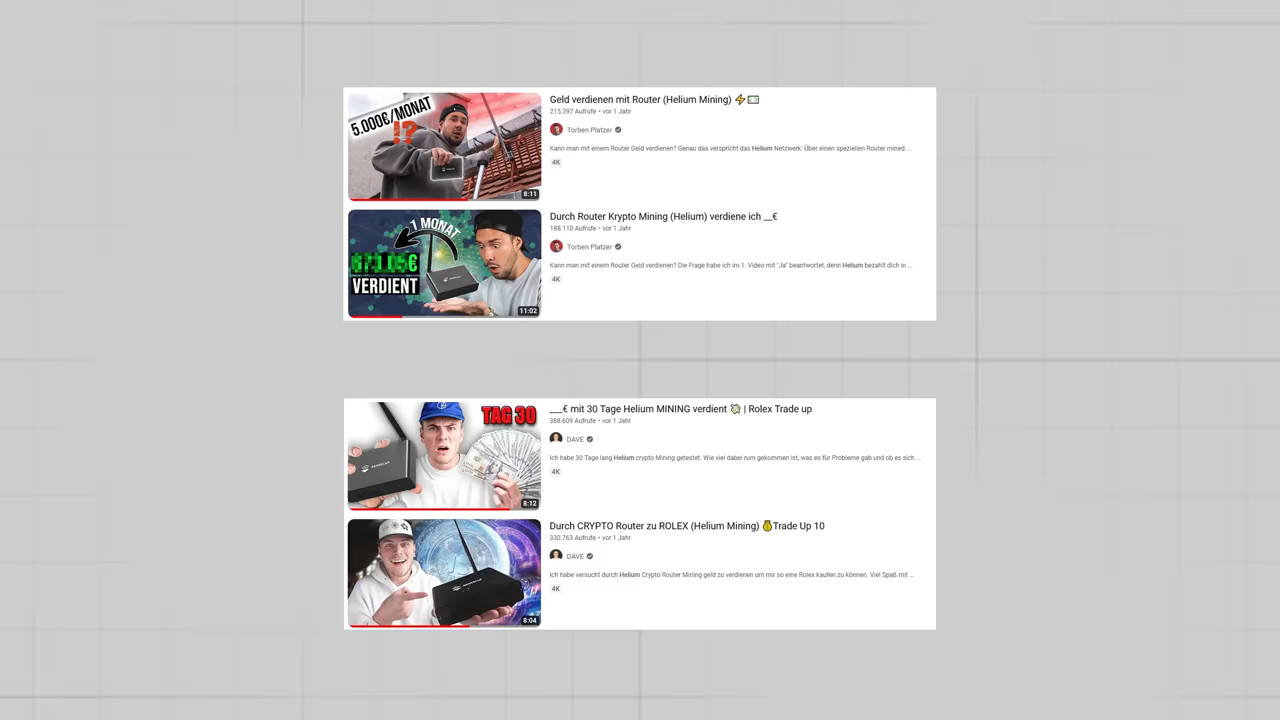 5.000€/MONAT
!?
8:11
Geld verdienen mit Router (Helium Mining) ⚡💵
215.397 Aufrufe • vor 1 Jahr
Torben Platzer
Kann man mit einem Router Geld verdienen? Genau das verspricht das Helium Netzwerk: Über einen speziellen Router mined ...
4K
1 MONAT
VERDIENT
11:02
Durch Router Krypto Mining (Helium) verdiene ich __€
188.110 Aufrufe • vor 1 Jahr
Torben Platzer
Kann man mit einem Router Geld verdienen? Die Frage habe ich im 1. Video mit "Ja" beantwortet, denn Helium bezahlt dich in ...
4K
TAG 30
SENSECAP
8:12
___€ mit 30 Tage Helium MINING verdient 💸 | Rolex Trade up
388.609 Aufrufe • vor 1 Jahr
DAVE
Ich habe 30 Tage lang Helium crypto Mining getestet. Wie viel dabei rum gekommen ist, was es für Probleme gab und ob es sich ...
4K
8:04
Durch CRYPTO Router zu ROLEX (Helium Mining) 💰Trade Up 10
330.763 Aufrufe • vor 1 Jahr
DAVE
Ich habe versucht durch Helium Crypto Router Mining geld zu verdienen um mir so eine Rolex kaufen zu können. Viel Spaß mit ...
4K